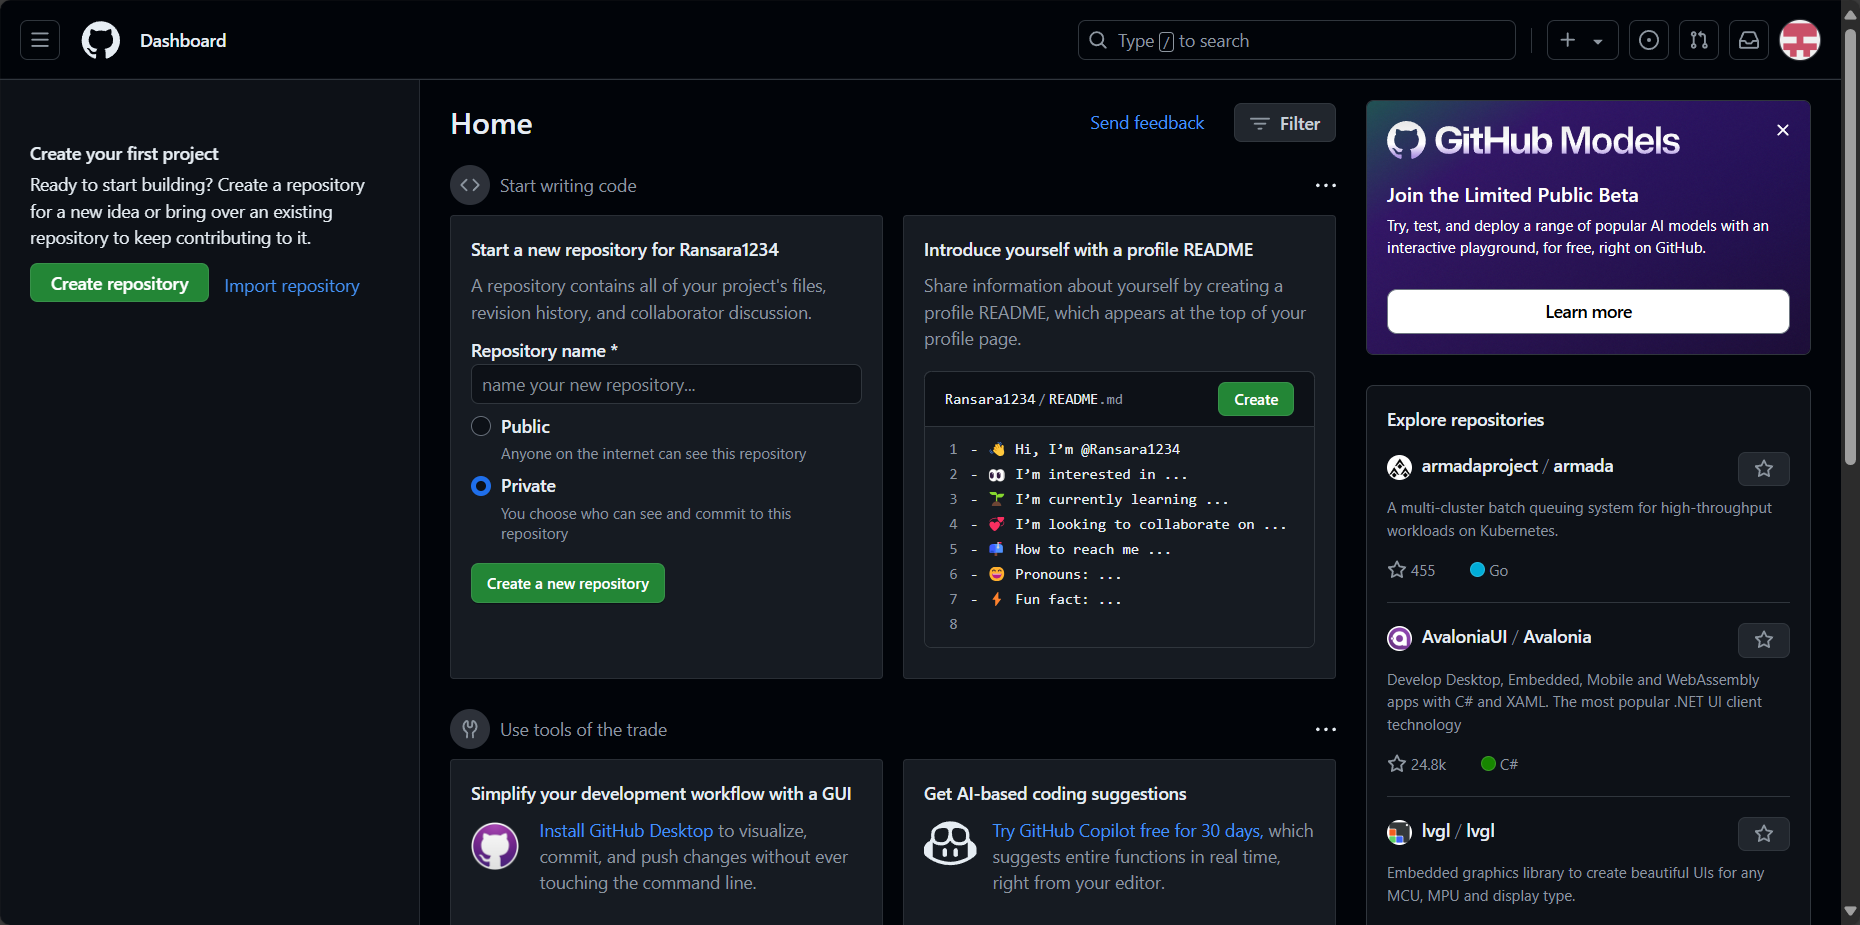 Dashboard
Type / to search
Create your first project
Ready to start building? Create a repository
for a new idea or bring over an existing
repository to keep contributing to it.
Create repository
Import repository
Home
Send feedback
Filter
Start writing code
Start a new repository for Ransara1234
A repository contains all of your project's files,
revision history, and collaborator discussion.
Repository name *
name your new repository...
Public
Anyone on the internet can see this repository
Private
You choose who can see and commit to this
repository
Create a new repository
Introduce yourself with a profile README
Share information about yourself by creating a
profile README, which appears at the top of your
profile page.
Ransara1234 / README.md
Create
1 - 👋 Hi, I’m @Ransara1234
2 - 👀 I’m interested in ...
3 - 🌱 I’m currently learning ...
4 - 💞️ I’m looking to collaborate on ...
5 - 📫 How to reach me ...
6 - 😄 Pronouns: ...
7 - ⚡ Fun fact: ...
8
Use tools of the trade
Simplify your development workflow with a GUI
Install GitHub Desktop to visualize,
commit, and push changes without ever
touching the command line.
Get AI-based coding suggestions
Try GitHub Copilot free for 30 days, which
suggests entire functions in real time,
right from your editor.
GitHub Models
Join the Limited Public Beta
Try, test, and deploy a range of popular AI models with an
interactive playground, for free, right on GitHub.
Learn more
Explore repositories
armadaproject / armada
A multi-cluster batch queuing system for high-throughput
workloads on Kubernetes.
455 Go
AvaloniaUI / Avalonia
Develop Desktop, Embedded, Mobile and WebAssembly
apps with C# and XAML. The most popular .NET UI client
technology
24.8k C#
lvgl / lvgl
Embedded graphics library to create beautiful UIs for any
MCU, MPU and display type.